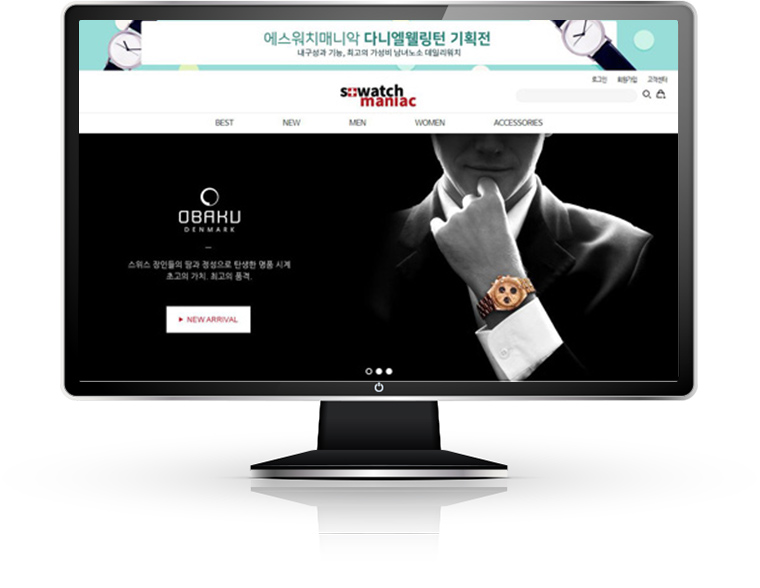 에스워치매니악 다니엘웰링턴 기획전
내구성과 기능, 최고의 가성비 남녀노소 데일리워치
로그인 회원가입 고객센터
s watch
maniac
BEST NEW MEN WOMEN ACCESSORIES
OBAKU
DENMARK
스위스 장인들의 땀과 정성으로 탄생한 명품 시계
초고의 가치. 최고의 품격.
NEW ARRIVAL